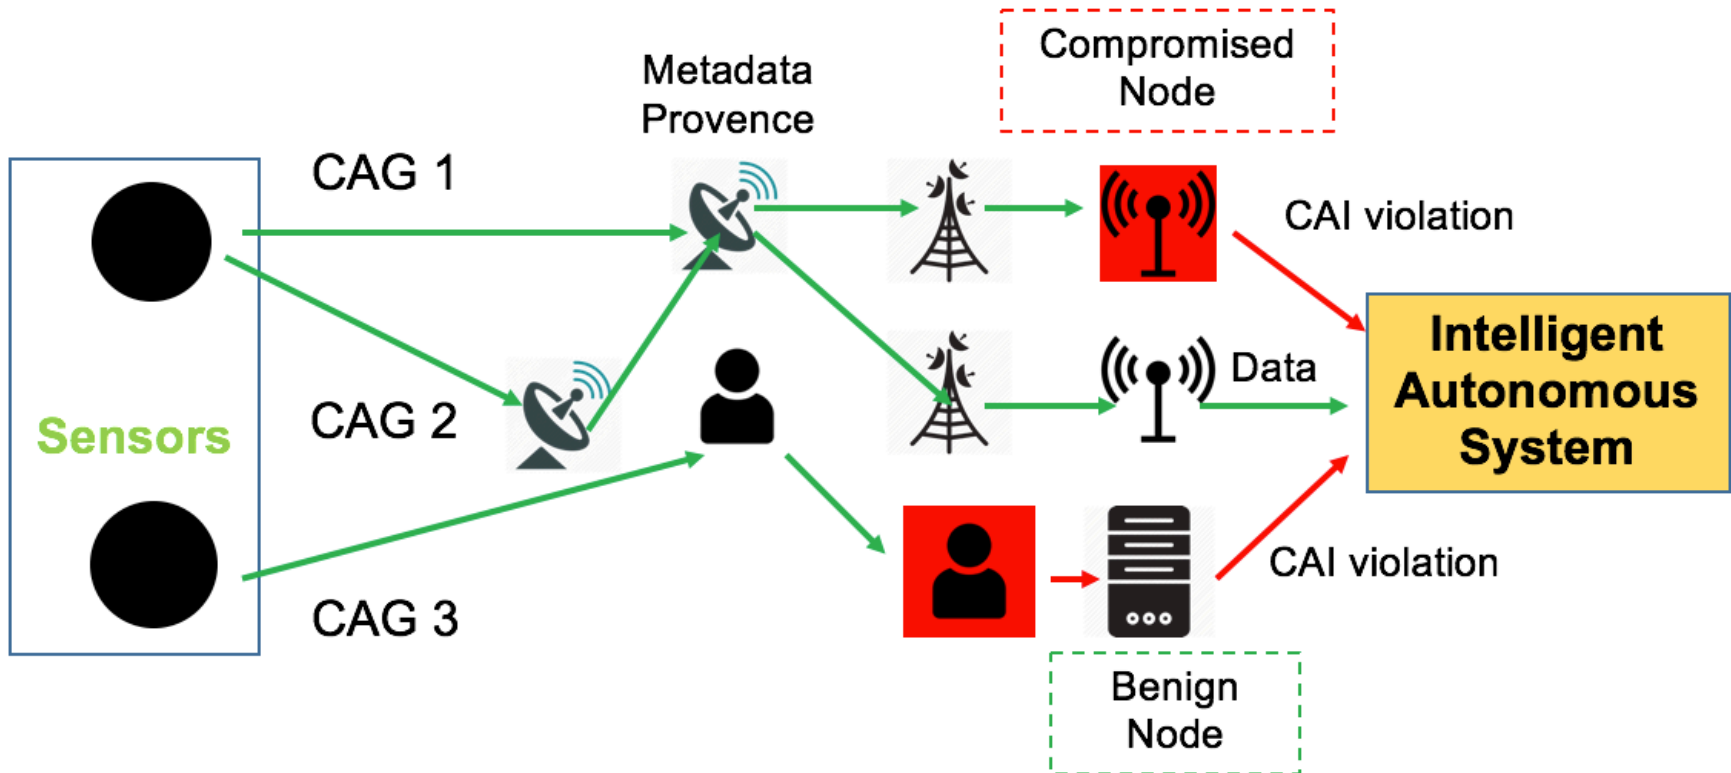 Compromised
Node
Metadata
Provence
CAG 1
CAI violation
Intelligent
Autonomous
System
Data
CAG 2
Sensors
CAI violation
CAG 3
Benign
Node